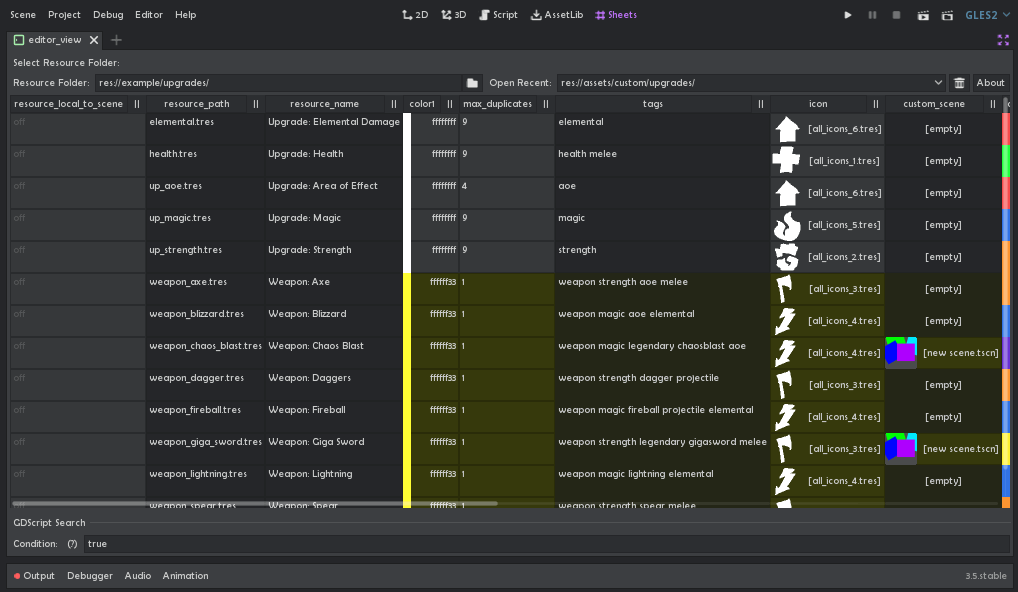 Scene Project Debug Editor Help 2D 3D Script AssetLib Sheets GLES2
editor_view
Select Resource Folder:
Resource Folder: res://example/upgrades/ Open Recent: res://assets/custom/upgrades/ About
resource_local_to_scene || resource_path || resource_name || color1 || max_duplicates || tags || icon || custom_scene ||
off elemental.tres Upgrade: Elemental Damage ffffffff 9 elemental [all_icons_6.tres] [empty]
off health.tres Upgrade: Health ffffffff 9 health melee [all_icons_1.tres] [empty]
off up_aoe.tres Upgrade: Area of Effect ffffffff 4 aoe [all_icons_6.tres] [empty]
off up_magic.tres Upgrade: Magic ffffffff 9 magic [all_icons_5.tres] [empty]
off up_strength.tres Upgrade: Strength ffffffff 9 strength [all_icons_2.tres] [empty]
off weapon_axe.tres Weapon: Axe ffffff33 1 weapon strength aoe melee [all_icons_3.tres] [empty]
off weapon_blizzard.tres Weapon: Blizzard ffffff33 1 weapon magic aoe elemental [all_icons_4.tres] [empty]
off weapon_chaos_blast.tres Weapon: Chaos Blast ffffff33 1 weapon magic legendary chaosblast aoe [all_icons_4.tres] [new scene.tscn]
off weapon_dagger.tres Weapon: Daggers ffffff33 1 weapon strength dagger projectile [all_icons_3.tres] [empty]
off weapon_fireball.tres Weapon: Fireball ffffff33 1 weapon magic fireball projectile elemental [all_icons_4.tres] [empty]
off weapon_giga_sword.tres Weapon: Giga Sword ffffff33 1 weapon strength legendary gigasword melee [all_icons_3.tres] [new scene.tscn]
off weapon_lightning.tres Weapon: Lightning ffffff33 1 weapon magic lightning elemental [all_icons_4.tres] [empty]
off weapon_spear.tres Weapon: Spear ffffff33 1 weapon strength spear melee
GDScript Search
Condition: (?) true
Output Debugger Audio Animation 3.5.stable